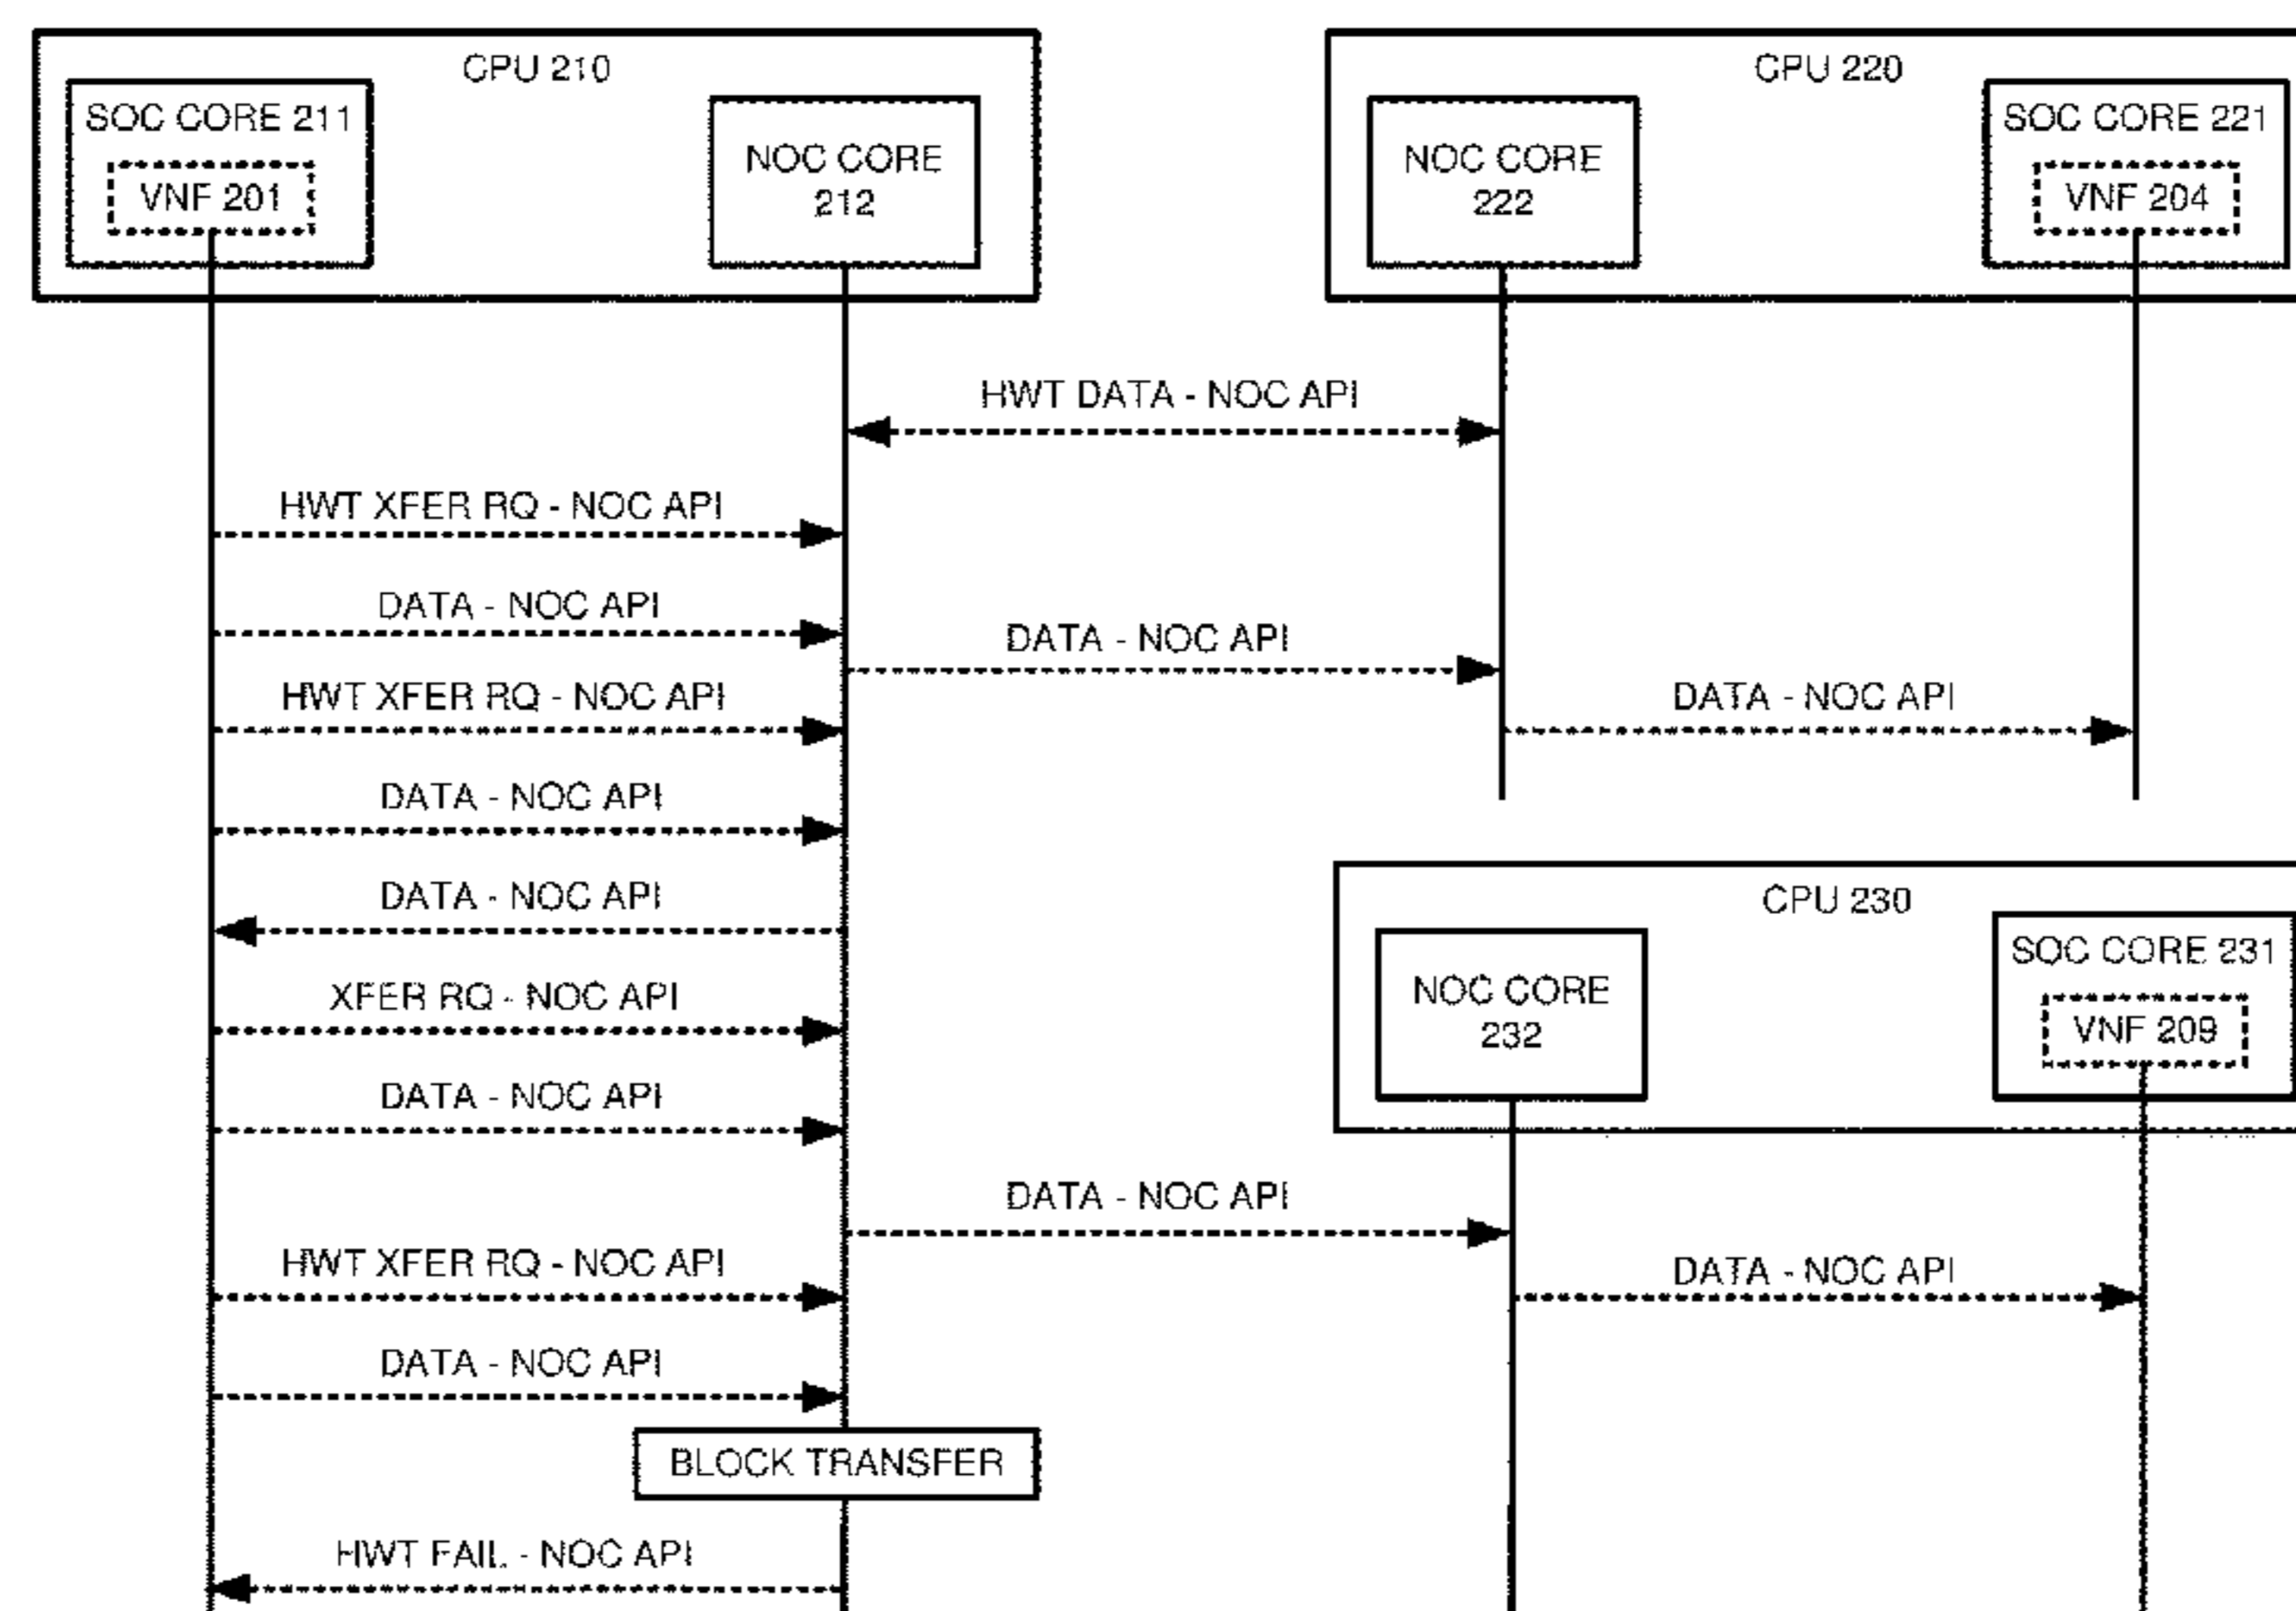 CPU 210
SOC CORE 211
VNF 201
NOC CORE
212
CPU 220
NOC CORE
222
SOC CORE 221
VNF 204
HWT DATA - NOC API
HWT XFER RQ - NOC API
DATA - NOC API
DATA - NOC API
HWT XFER RQ - NOC API
DATA - NOC API
DATA - NOC API
DATA - NOC API
CPU 230
SOC CORE 231
NOC CORE
232
VNF 209
XFER RQ - NOC API
DATA - NOC API
DATA - NOC API
HWT XFER RQ - NOC API
DATA - NOC API
DATA - NOC API
BLOCK TRANSFER
HWT FAIL - NOC API